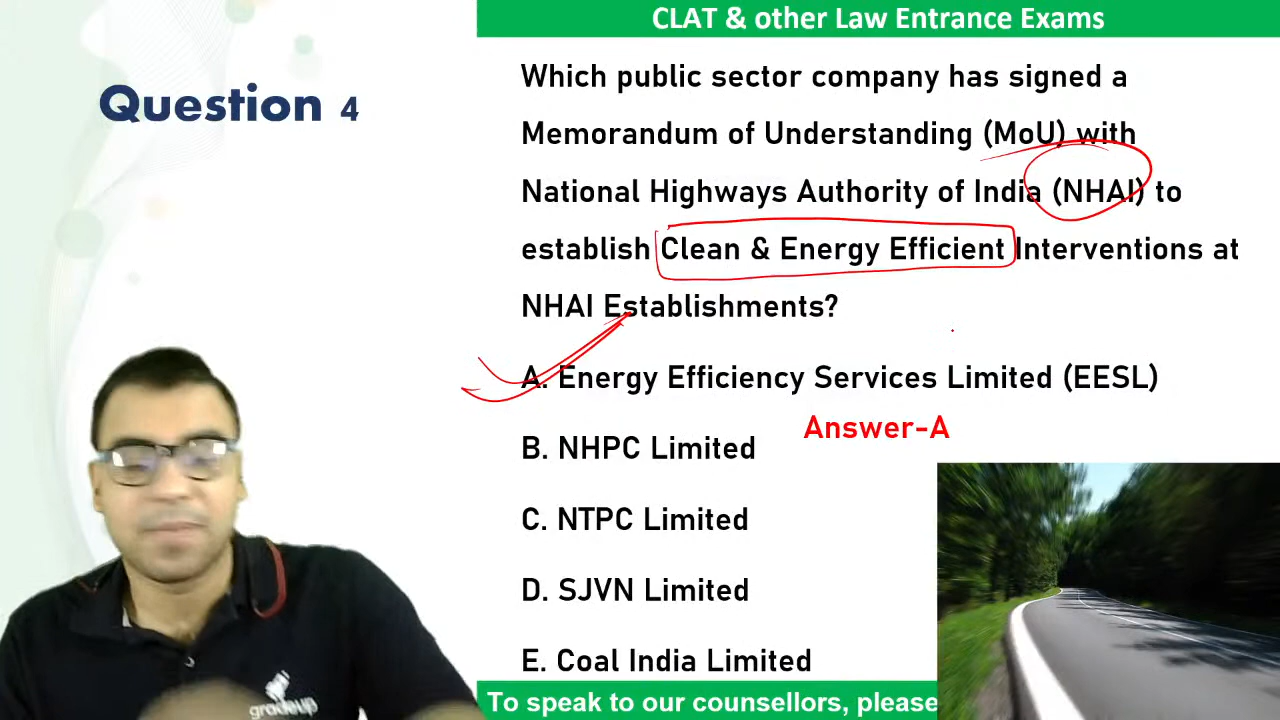 CLAT & other Law Entrance Exams
Question 4
Which public sector company has signed a
Memorandum of Understanding (MoU) with
National Highways Authority of India (NHAI) to
establish Clean & Energy Efficient Interventions at
NHAI Establishments?
A. Energy Efficiency Services Limited (EESL)
Answer-A
B. NHPC Limited
C. NTPC Limited
D. SJVN Limited
E. Coal India Limited
To speak to our counsellors, please
gradeup